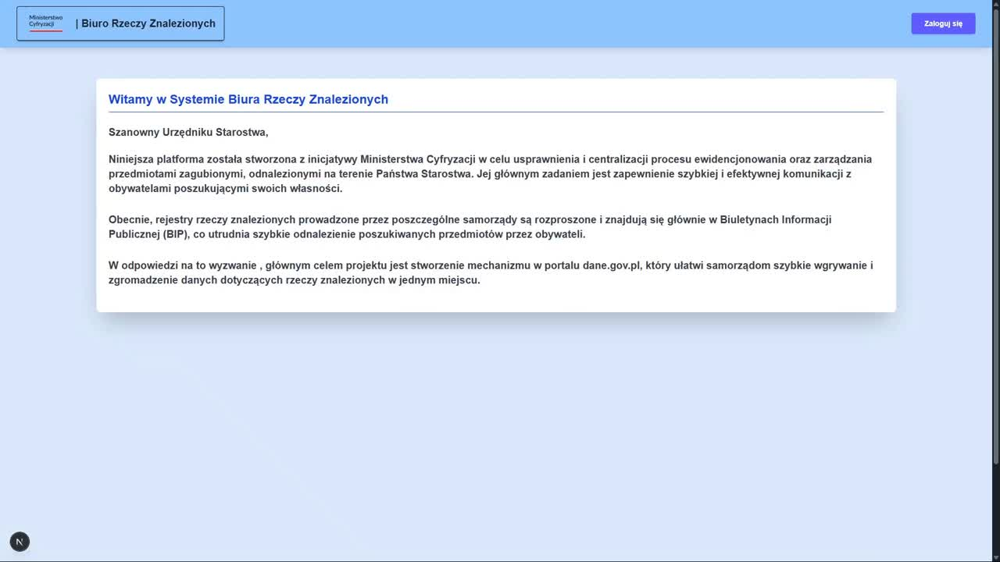 Ministerstwo
Cyfryzacji
| Biuro Rzeczy Znalezionych
Zaloguj się
Witamy w Systemie Biura Rzeczy Znalezionych
Szanowny Urzędniku Starostwa,
Niniejsza platforma została stworzona z inicjatywy Ministerstwa Cyfryzacji w celu usprawnienia i centralizacji procesu ewidencjonowania oraz zarządzania
przedmiotami zagubionymi, odnalezionymi na terenie Państwa Starostwa. Jej głównym zadaniem jest zapewnienie szybkiej i efektywnej komunikacji z
obywatelami poszukującymi swoich własności.
Obecnie, rejestry rzeczy znalezionych prowadzone przez poszczególne samorządy są rozproszone i znajdują się głównie w Biuletynach Informacji
Publicznej (BIP), co utrudnia szybkie odnalezienie poszukiwanych przedmiotów przez obywateli.
W odpowiedzi na to wyzwanie , głównym celem projektu jest stworzenie mechanizmu w portalu dane.gov.pl, który ułatwi samorządom szybkie wgrywanie i
zgromadzenie danych dotyczących rzeczy znalezionych w jednym miejscu.
N